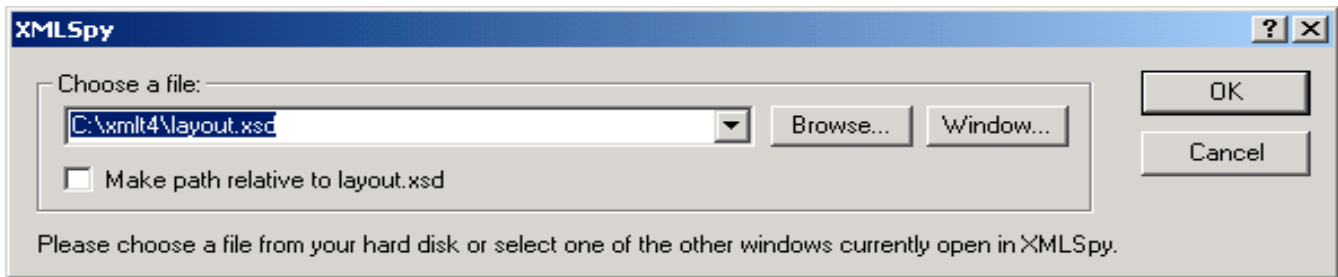 XMLSpy
Choose a file:
C:\xmlt4\layout.xsd
Browse...
Window...
OK
Cancel
Make path relative to layout.xsd
Please choose a file from your hard disk or select one of the other windows currently open in XMLSpy.